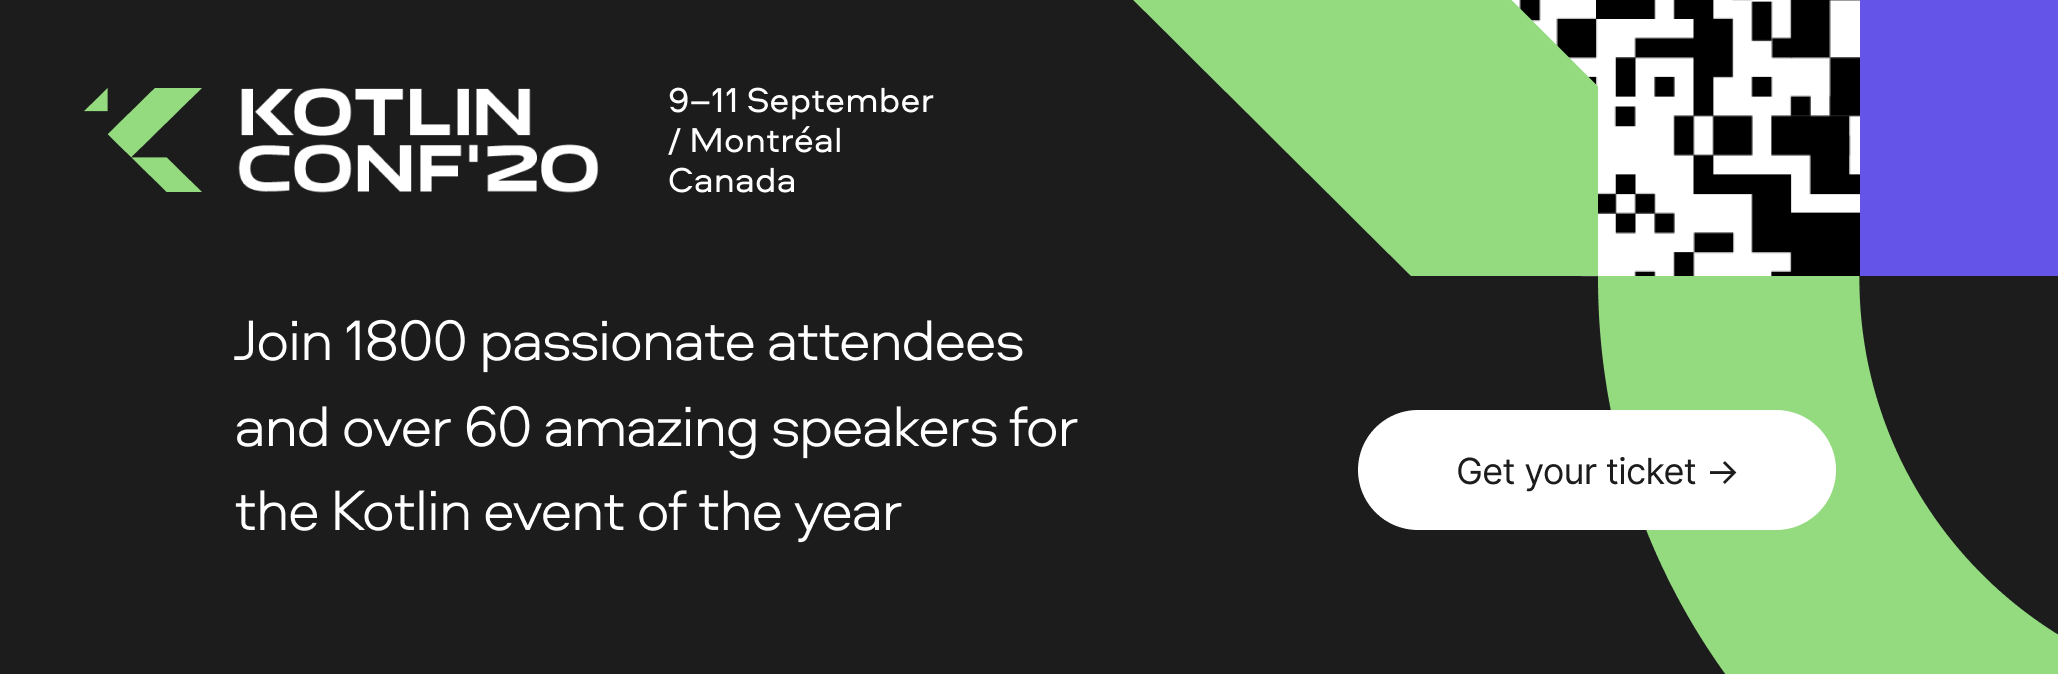 KOTLIN
CONF'20
9–11 September
/ Montréal
Canada
Join 1800 passionate attendees
and over 60 amazing speakers for
the Kotlin event of the year
Get your ticket →